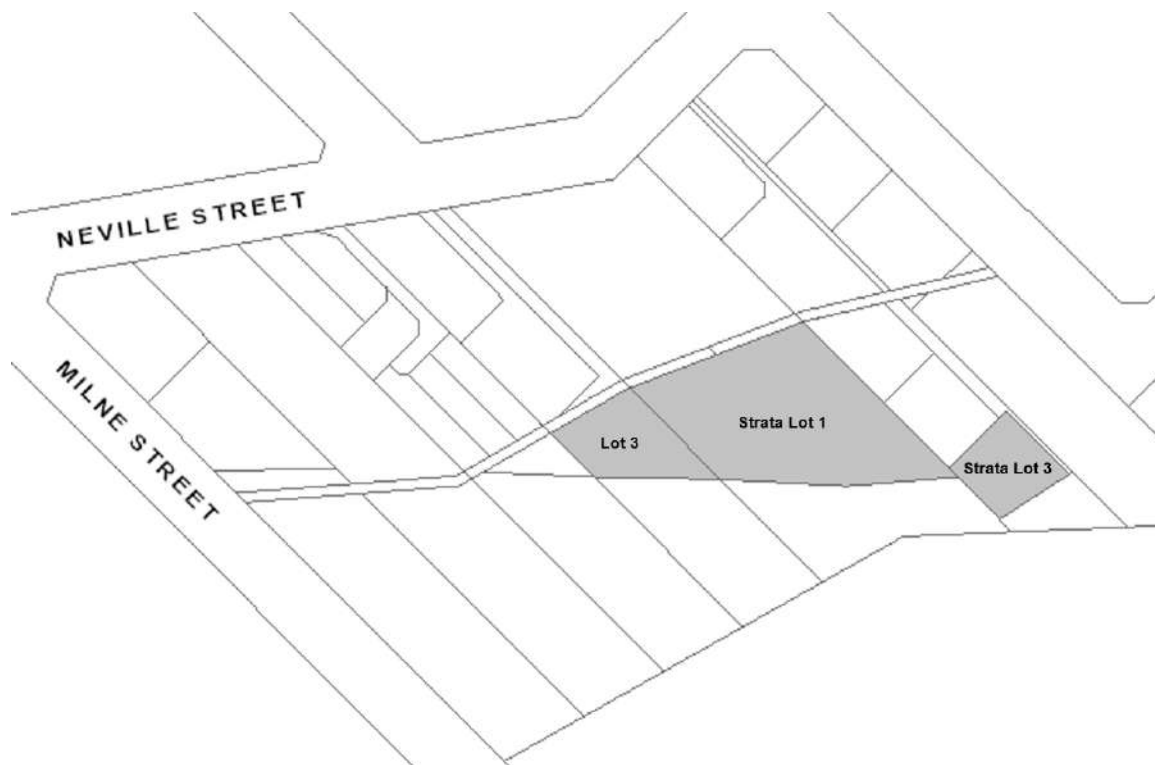 NEVILLE STREET
MILNE STREET
Lot 3
Strata Lot 1
Strata Lot 3